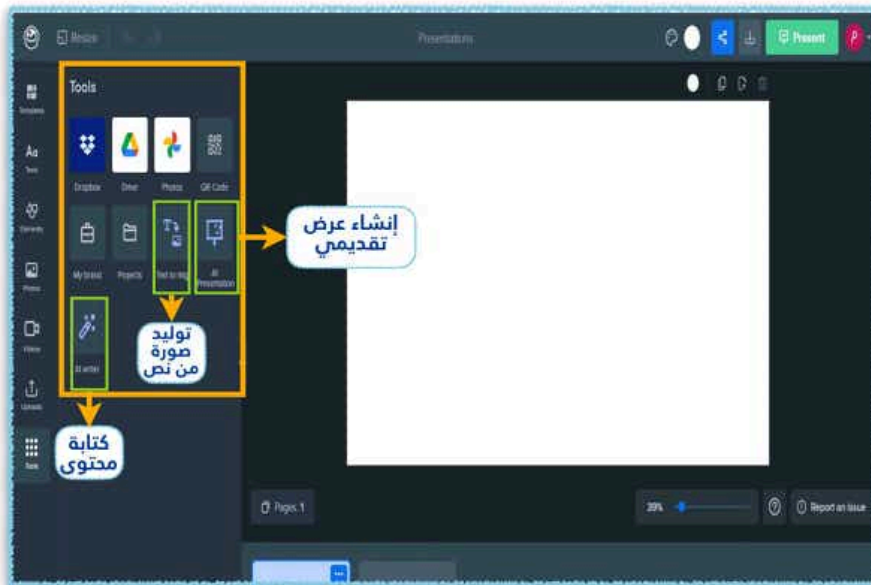 Resize
Presentations
Present
P
Tools
Templates
Aa
Text
Elements
Photos
Videos
Uploads
Tools
Dropbox
Drive
Photos
QR Code
My brand
Projects
Text to img
AI Presentation
AI writer
إنشاء عرض
تقديمي
توليد
صورة
من نص
كتابة
محتوى
Pages: 1
39%
Report an issue